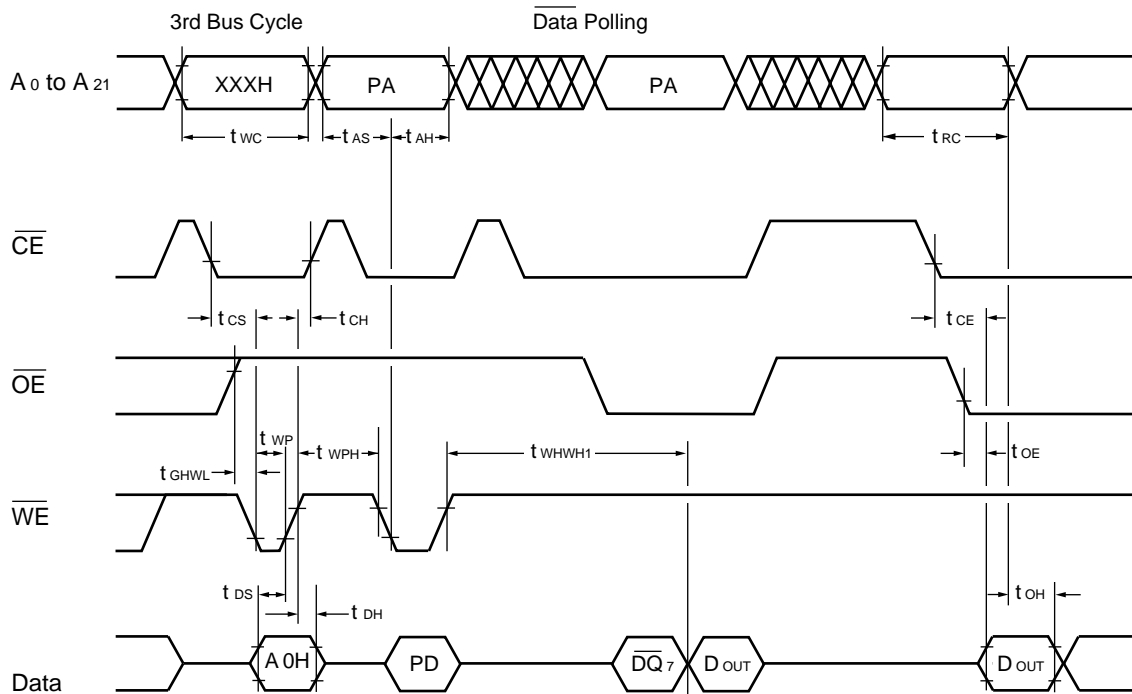 3rd Bus Cycle
Data Polling
A 0 to A 21
XXXH
PA
PA
t WC
t AS
t AH
t RC
CE
t CS
t CH
t CE
OE
t WP
t WPH
t WHWH1
t OE
t GHWL
WE
t DS
t DH
t OH
Data
A 0H
PD
DQ 7
D OUT
D OUT